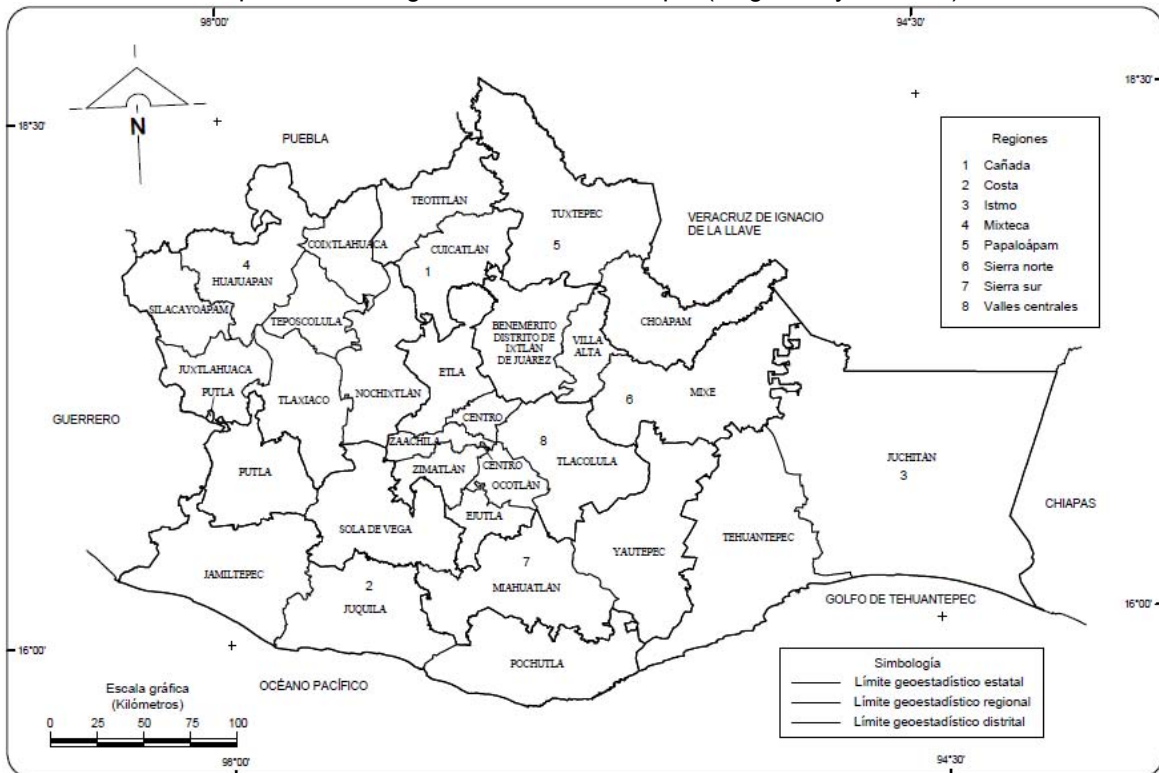 98°00'
94°30'
18°30'
18°30'
N
PUEBLA
Regiones
1 Cañada
2 Costa
3 Istmo
4 Mixteca
5 Papaloápam
6 Sierra norte
7 Sierra sur
8 Valles centrales
TEOTITLÁN
TUXTEPEC
5
VERACRUZ DE IGNACIO
DE LA LLAVE
COIXTLAHUACA
CUICATLÁN
1
4
HUAJUAPAN
SILACAYOAPAM
TEPOSCOLULA
CHOÁPAM
BENEMÉRITO
DISTRITO DE
IXTLÁN
DE JUÁREZ
VILLA
ALTA
JUXTLAHUACA
PUTLA
TLAXIACO
NOCHIXTLÁN
ETLA
MIXE
6
GUERRERO
CENTRO
ZAACHILA
8
TLACOLULA
JUCHITÁN
3
ZIMATLÁN
CENTRO
OCOTLÁN
PUTLA
CHIAPAS
EJUTLA
SOLA DE VEGA
YAUTEPEC
TEHUANTEPEC
7
MIAHUATLÁN
JAMILTEPEC
2
JUQUILA
GOLFO DE TEHUANTEPEC
16°00'
16°00'
POCHUTLA
OCÉANO PACÍFICO
Escala gráfica
(Kilómetros)
0 25 50 75 100
Simbología
Límite geoestadístico estatal
Límite geoestadístico regional
Límite geoestadístico distrital
98°00'
94°30'